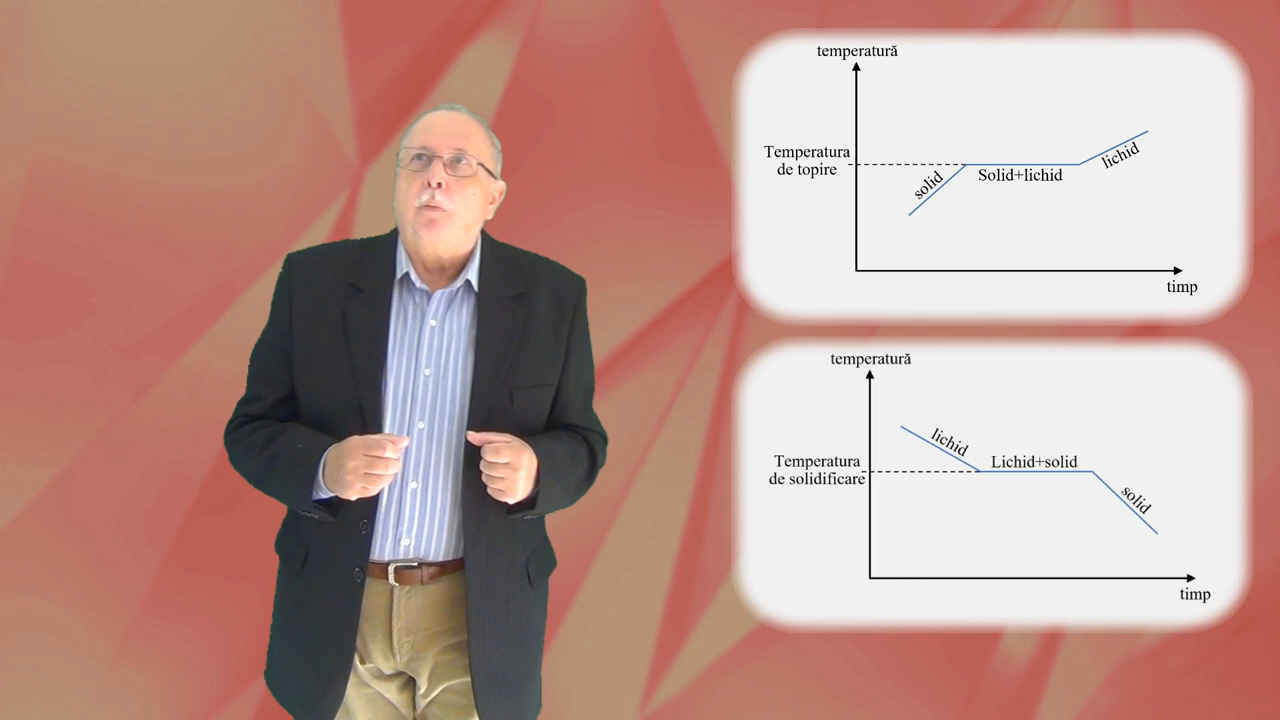 temperatură
Temperatura
de topire
solid
Solid+lichid
lichid
timp
temperatură
lichid
Lichid+solid
Temperatura
de solidificare
solid
timp